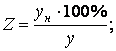 Z = yн · 100% / y ;